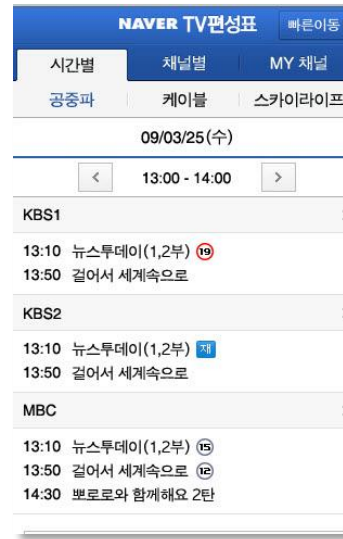 NAVER TV편성표 빠른이동
시간별 채널별 MY 채널
공중파 케이블 스카이라이프
09/03/25(수)
< 13:00 - 14:00 >
KBS1
13:10 뉴스투데이(1,2부) 19
13:50 걸어서 세계속으로
KBS2
13:10 뉴스투데이(1,2부) 재
13:50 걸어서 세계속으로
MBC
13:10 뉴스투데이(1,2부) 15
13:50 걸어서 세계속으로 12
14:30 뽀로로와 함께해요 2탄